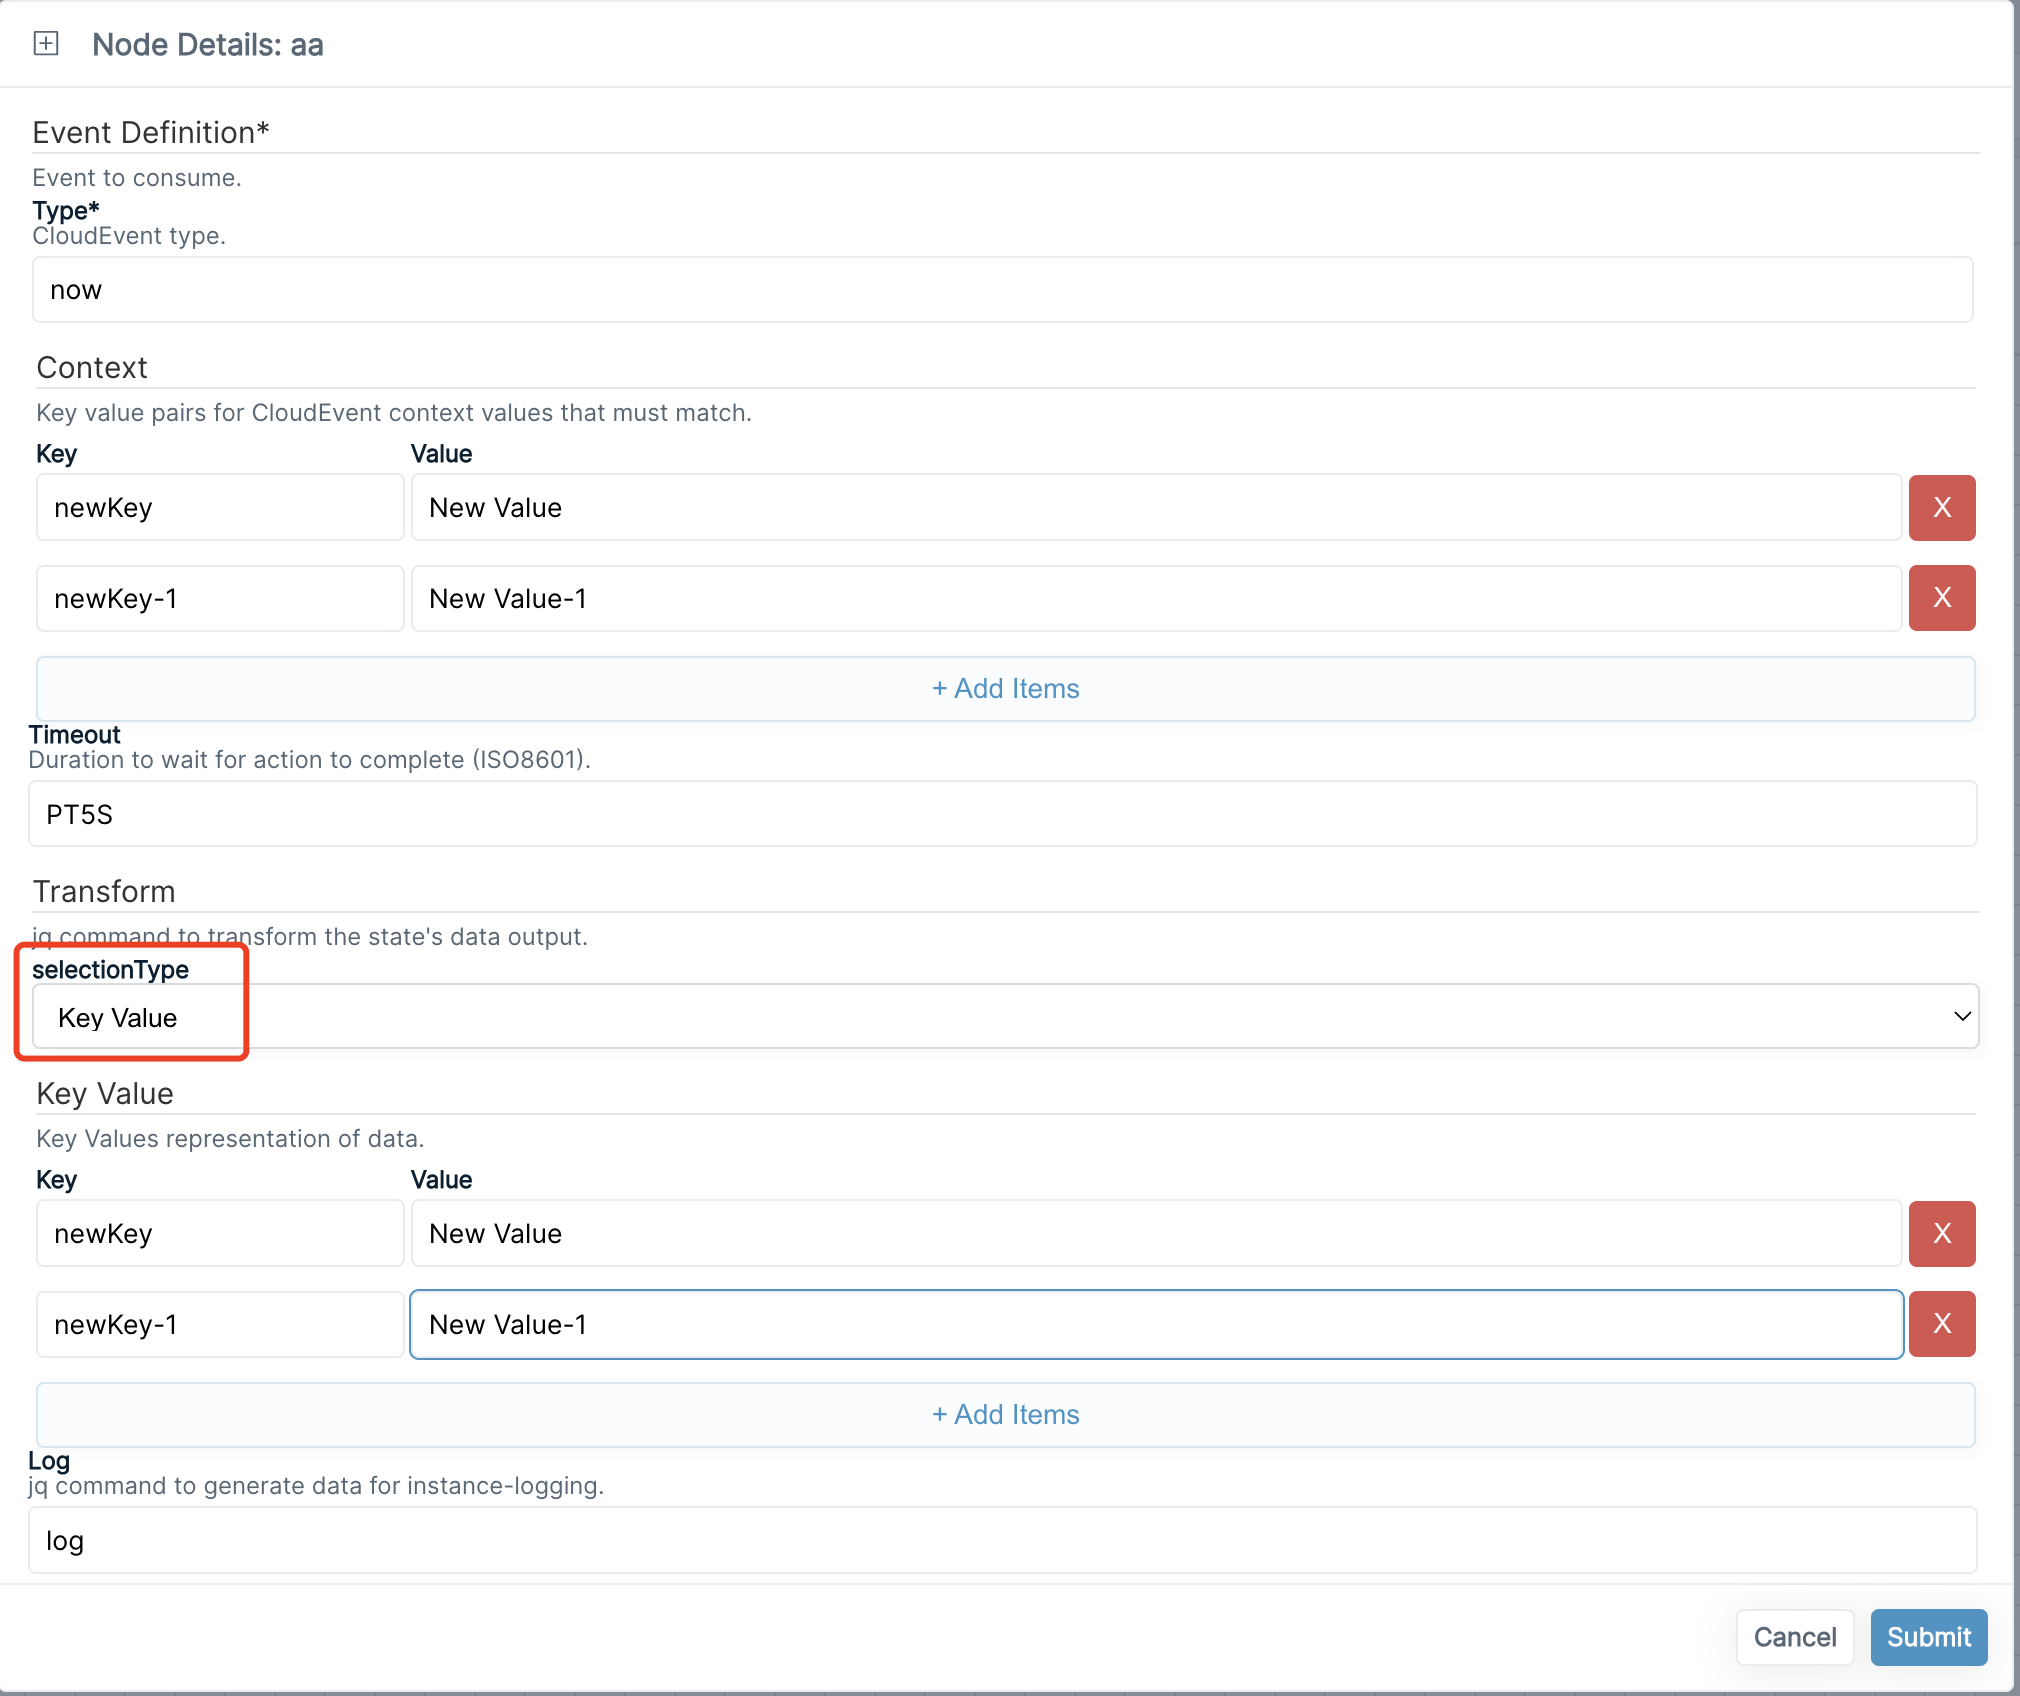 Node Details: aa
Event Definition*
Event to consume.
Type*
CloudEvent type.
now
Context
Key value pairs for CloudEvent context values that must match.
Key Value
newKey New Value X
newKey-1 New Value-1 X
+ Add Items
Timeout
Duration to wait for action to complete (ISO8601).
PT5S
Transform
jq command to transform the state's data output.
selectionType
Key Value
Key Value
Key Values representation of data.
Key Value
newKey New Value X
newKey-1 New Value-1 X
+ Add Items
Log
jq command to generate data for instance-logging.
log
Cancel Submit